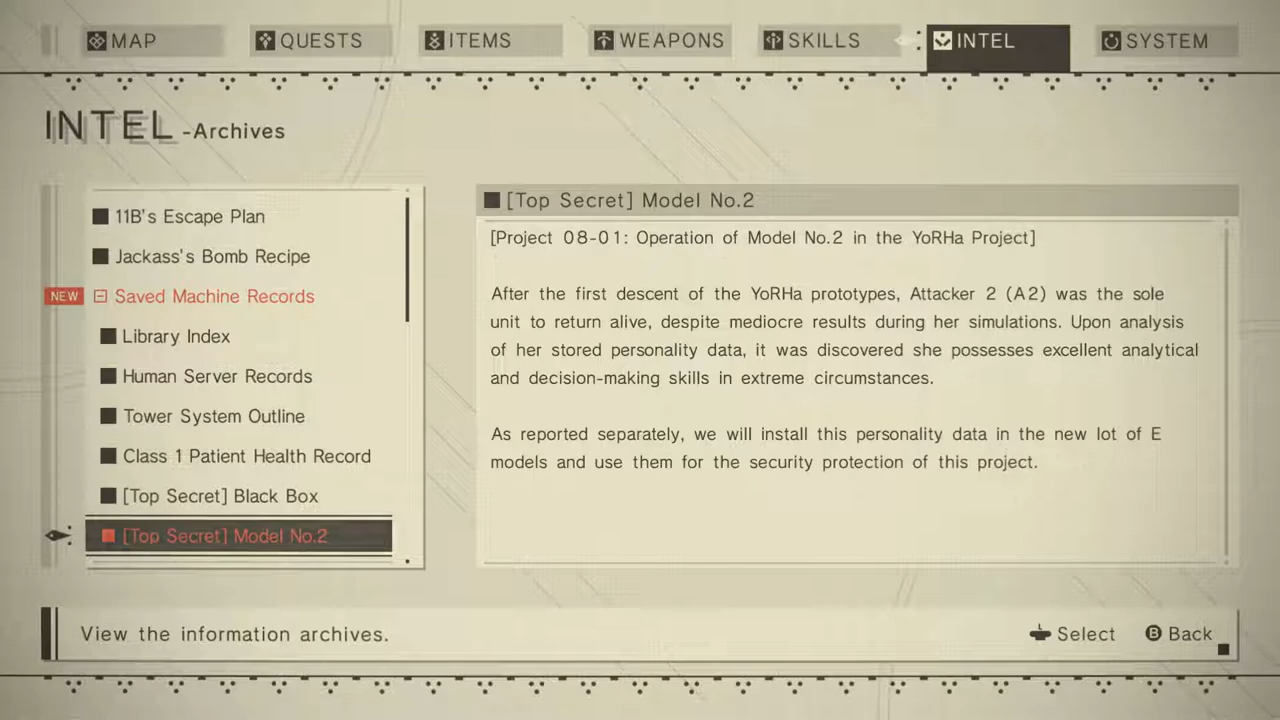 MAP QUESTS ITEMS WEAPONS SKILLS INTEL SYSTEM
INTEL -Archives
11B's Escape Plan
Jackass's Bomb Recipe
NEW Saved Machine Records
Library Index
Human Server Records
Tower System Outline
Class 1 Patient Health Record
[Top Secret] Black Box
[Top Secret] Model No.2
[Top Secret] Model No.2
[Project 08-01: Operation of Model No.2 in the YoRHa Project]
After the first descent of the YoRHa prototypes, Attacker 2 (A2) was the sole
unit to return alive, despite mediocre results during her simulations. Upon analysis
of her stored personality data, it was discovered she possesses excellent analytical
and decision-making skills in extreme circumstances.
As reported separately, we will install this personality data in the new lot of E
models and use them for the security protection of this project.
View the information archives.
Select B Back